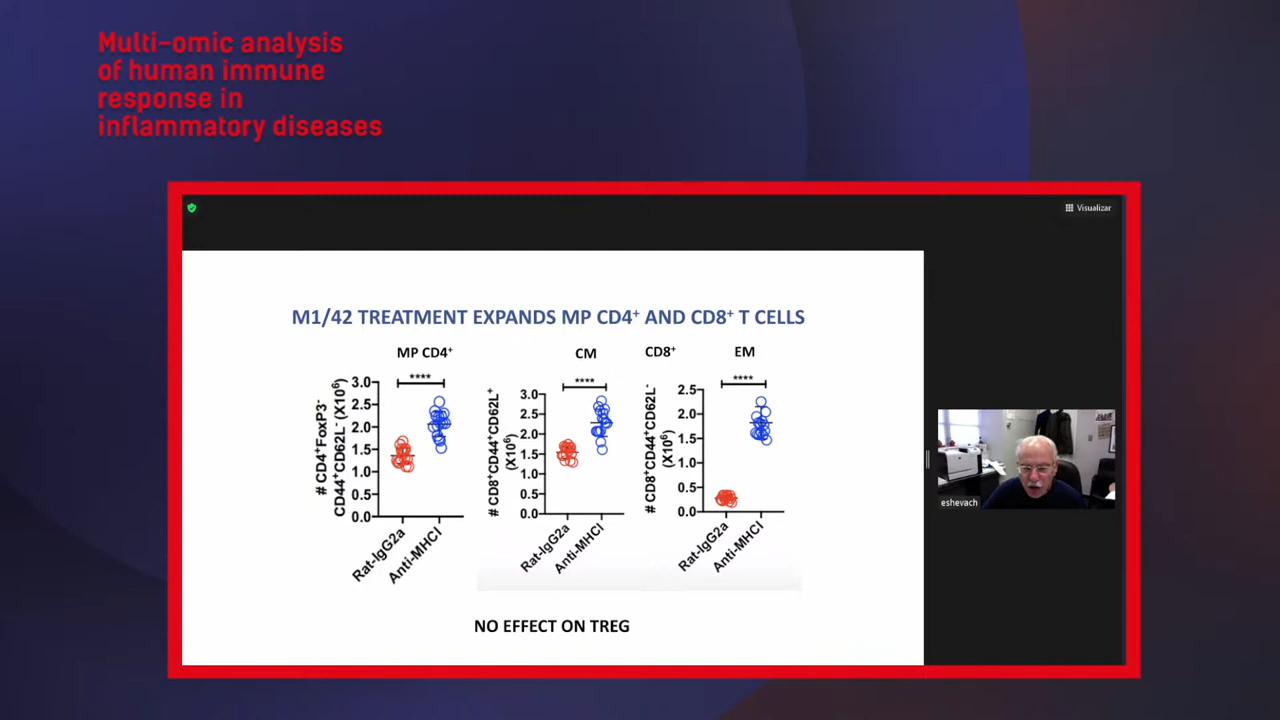 Multi-omic analysis
of human immune
response in
inflammatory diseases
Visualizar
M1/42 TREATMENT EXPANDS MP CD4⁺ AND CD8⁺ T CELLS
MP CD4⁺
CM
CD8⁺
EM
# CD4⁺FoxP3⁻
CD44⁺CD62L⁻ (X10⁶)
3.0
2.5
2.0
1.5
1.0
0.5
0.0
****
Rat-IgG2a
Anti-MHCI
# CD8⁺CD44⁺CD62L⁺
(X10⁶)
3.0
2.5
2.0
1.5
1.0
0.5
0.0
****
Rat-IgG2a
Anti-MHCI
# CD8⁺CD44⁺CD62L⁻
(X10⁶)
2.5
2.0
1.5
1.0
0.5
0.0
****
Rat-IgG2a
Anti-MHCI
NO EFFECT ON TREG
eshevach